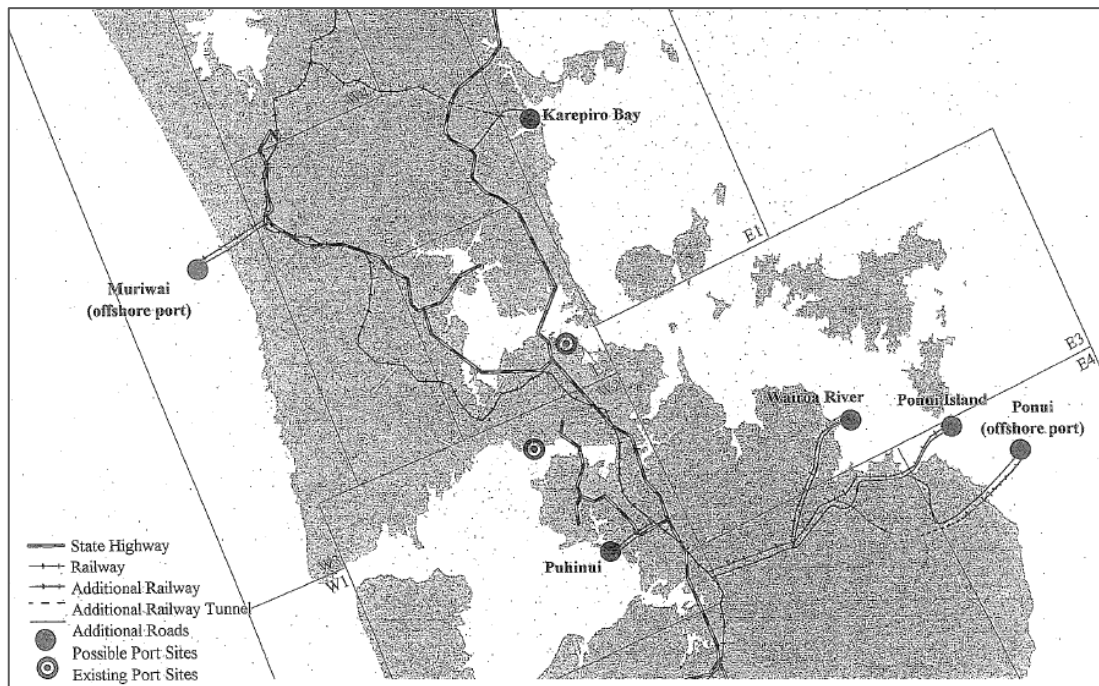 Karepiro Bay
E1
Muriwai
(offshore port)
E3
E4
Wairoa River
Ponui Island
Ponui
(offshore port)
State Highway
Railway
Additional Railway
Additional Railway Tunnel
Additional Roads
Possible Port Sites
Existing Port Sites
Puhinui
W1